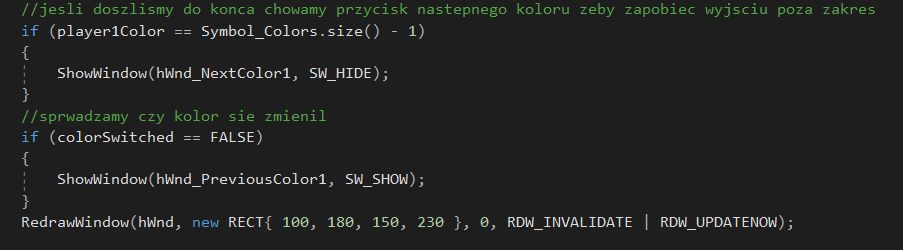 //jesli doszlismy do konca chowamy przycisk nastepnego koloru zeby zapobiec wyjsciu poza zakres
if (player1Color == Symbol_Colors.size() - 1)
{
ShowWindow(hWnd_NextColor1, SW_HIDE);
}
//sprwadzamy czy kolor sie zmienil
if (colorSwitched == FALSE)
{
ShowWindow(hWnd_PreviousColor1, SW_SHOW);
}
RedrawWindow(hWnd, new RECT{ 100, 180, 150, 230 }, 0, RDW_INVALIDATE | RDW_UPDATENOW);